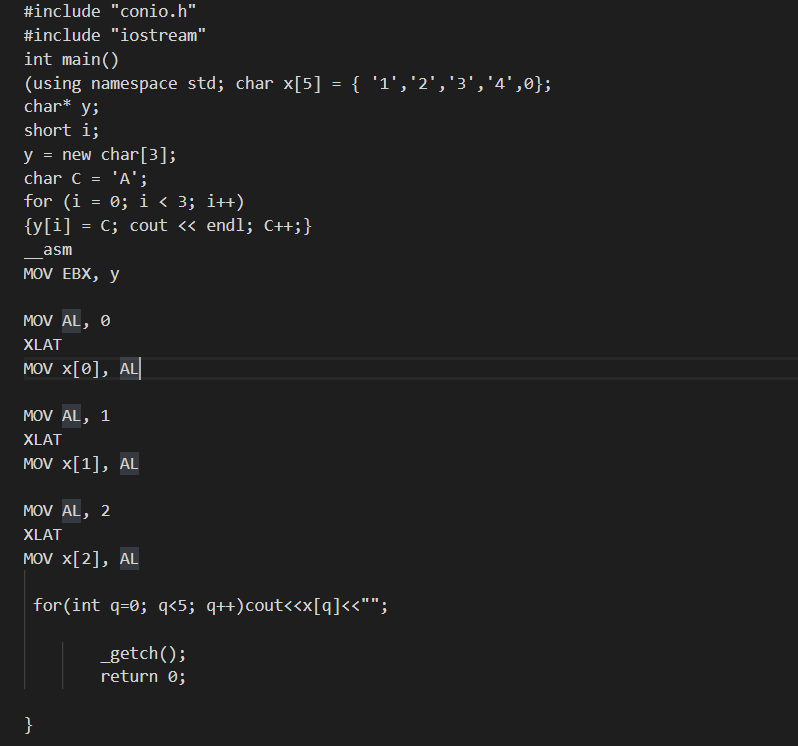 #include "conio.h"
#include "iostream"
int main()
(using namespace std; char x[5] = { '1','2','3','4',0};
char* y;
short i;
y = new char[3];
char C = 'A';
for (i = 0; i < 3; i++)
{y[i] = C; cout << endl; C++;}
__asm
MOV EBX, y
MOV AL, 0
XLAT
MOV x[0], AL
MOV AL, 1
XLAT
MOV x[1], AL
MOV AL, 2
XLAT
MOV x[2], AL
for(int q=0; q<5; q++)cout<<x[q]<<"";
_getch();
return 0;
}